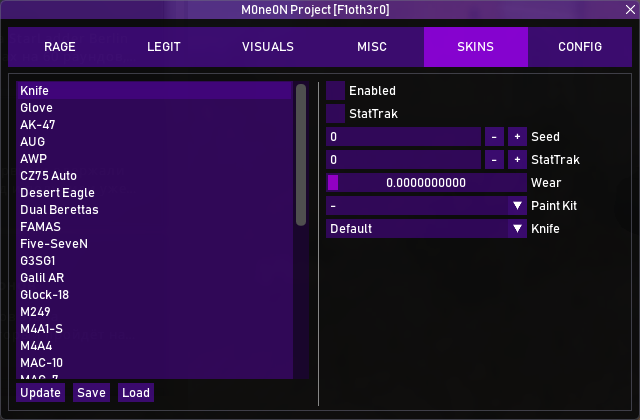 M0ne0N Project [F1oth3r0]
RAGE LEGIT VISUALS MISC SKINS CONFIG
Knife
Glove
AK-47
AUG
AWP
CZ75 Auto
Desert Eagle
Dual Berettas
FAMAS
Five-SeveN
G3SG1
Galil AR
Glock-18
M249
M4A1-S
M4A4
MAC-10
MAG-7
Update Save Load
Enabled
StatTrak
0 - + Seed
0 - + StatTrak
0.0000000000 Wear
- Paint Kit
Default Knife